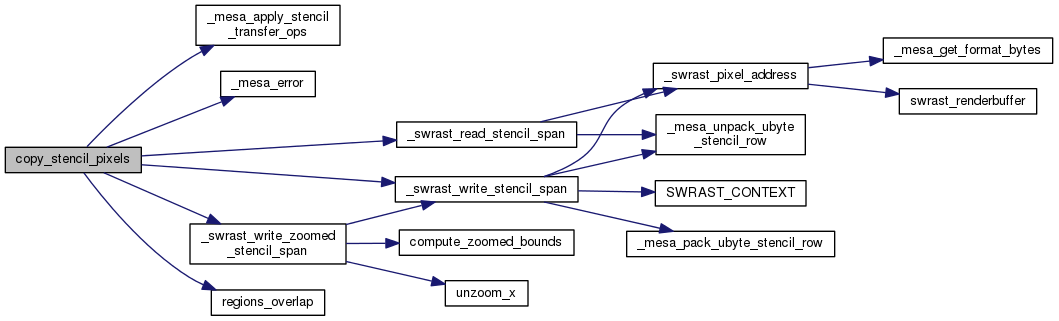 copy_stencil_pixels
_mesa_apply_stencil
_transfer_ops
_mesa_error
_swrast_read_stencil_span
_swrast_write_stencil_span
_swrast_write_zoomed
_stencil_span
regions_overlap
compute_zoomed_bounds
unzoom_x
_swrast_pixel_address
_mesa_unpack_ubyte
_stencil_row
SWRAST_CONTEXT
_mesa_pack_ubyte_stencil_row
_mesa_get_format_bytes
swrast_renderbuffer